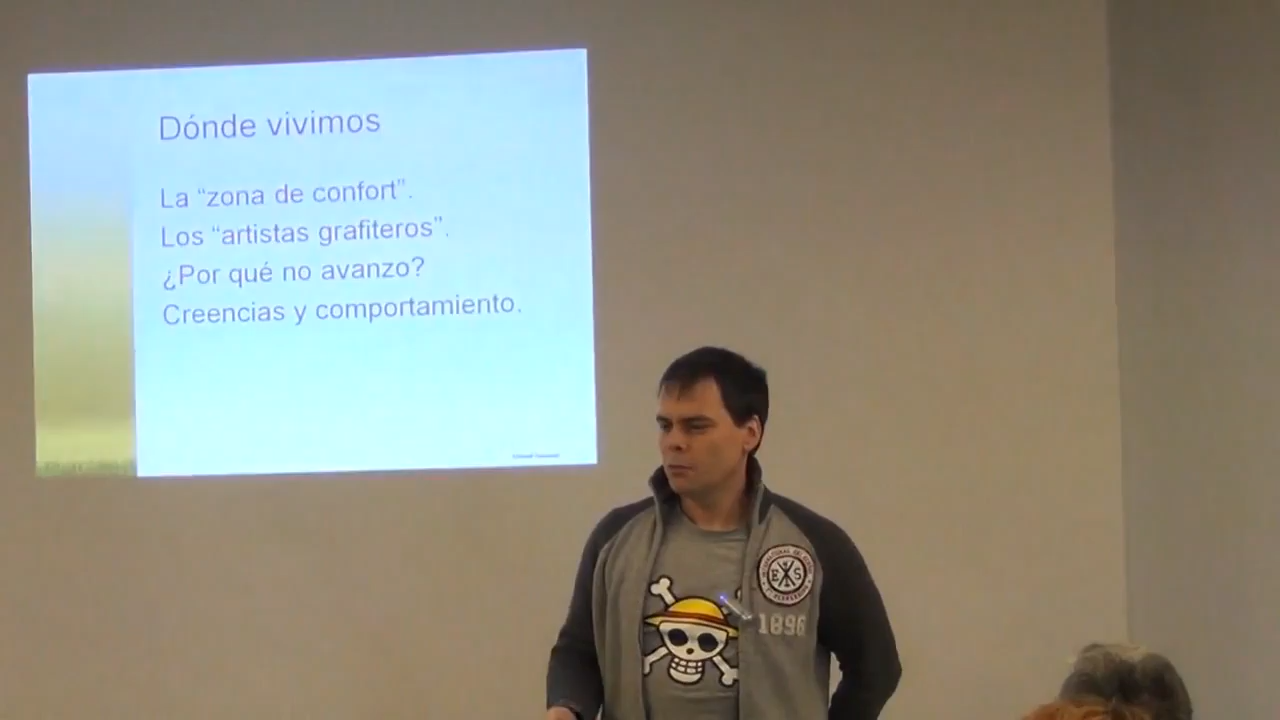 Dónde vivimos
La “zona de confort”.
Los “artistas grafiteros”.
¿Por qué no avanzo?
Creencias y comportamiento.
E S
1896